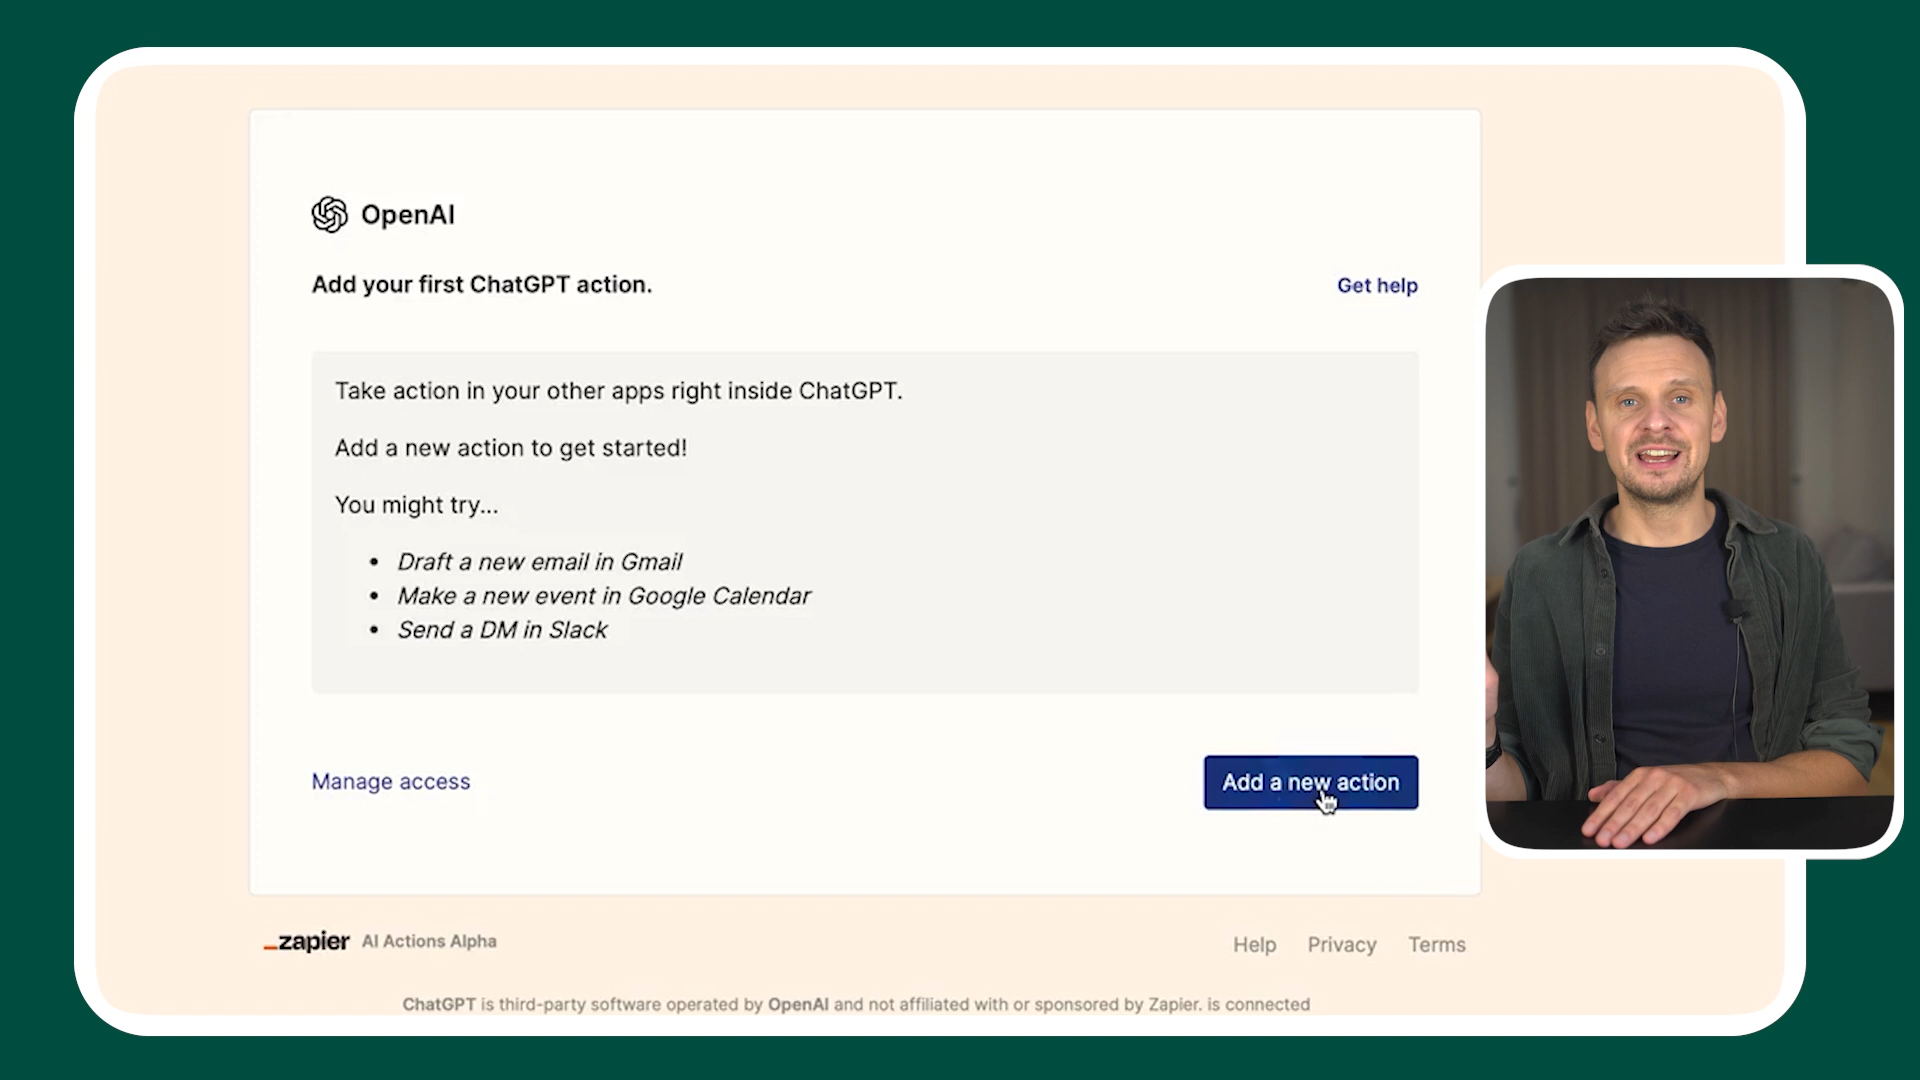 OpenAI
Add your first ChatGPT action.
Get help
Take action in your other apps right inside ChatGPT.
Add a new action to get started!
You might try...
• Draft a new email in Gmail
• Make a new event in Google Calendar
• Send a DM in Slack
Manage access
Add a new action
_zapier AI Actions Alpha
Help Privacy Terms
ChatGPT is third-party software operated by OpenAI and not affiliated with or sponsored by Zapier. is connected